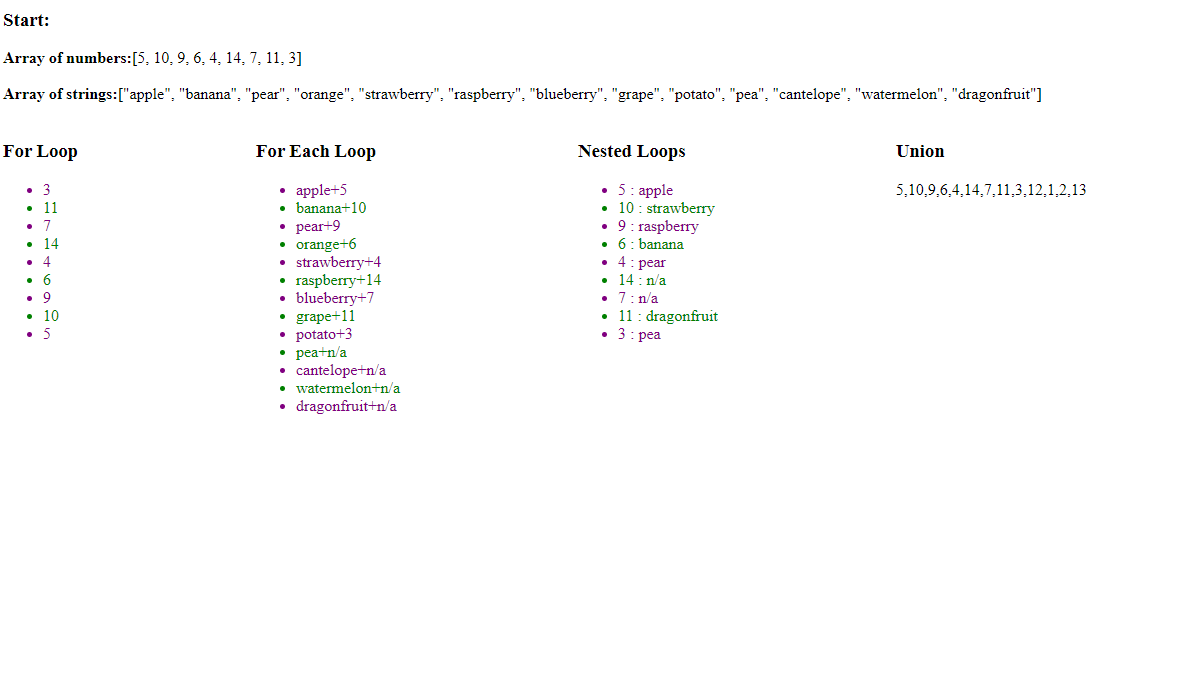 Start:
Array of numbers:[5, 10, 9, 6, 4, 14, 7, 11, 3]
Array of strings:["apple", "banana", "pear", "orange", "strawberry", "raspberry", "blueberry", "grape", "potato", "pea", "cantelope", "watermelon", "dragonfruit"]
For Loop
• 3
• 11
• 7
• 14
• 4
• 6
• 9
• 10
• 5
For Each Loop
• apple+5
• banana+10
• pear+9
• orange+6
• strawberry+4
• raspberry+14
• blueberry+7
• grape+11
• potato+3
• pea+n/a
• cantelope+n/a
• watermelon+n/a
• dragonfruit+n/a
Nested Loops
• 5 : apple
• 10 : strawberry
• 9 : raspberry
• 6 : banana
• 4 : pear
• 14 : n/a
• 7 : n/a
• 11 : dragonfruit
• 3 : pea
Union
5,10,9,6,4,14,7,11,3,12,1,2,13